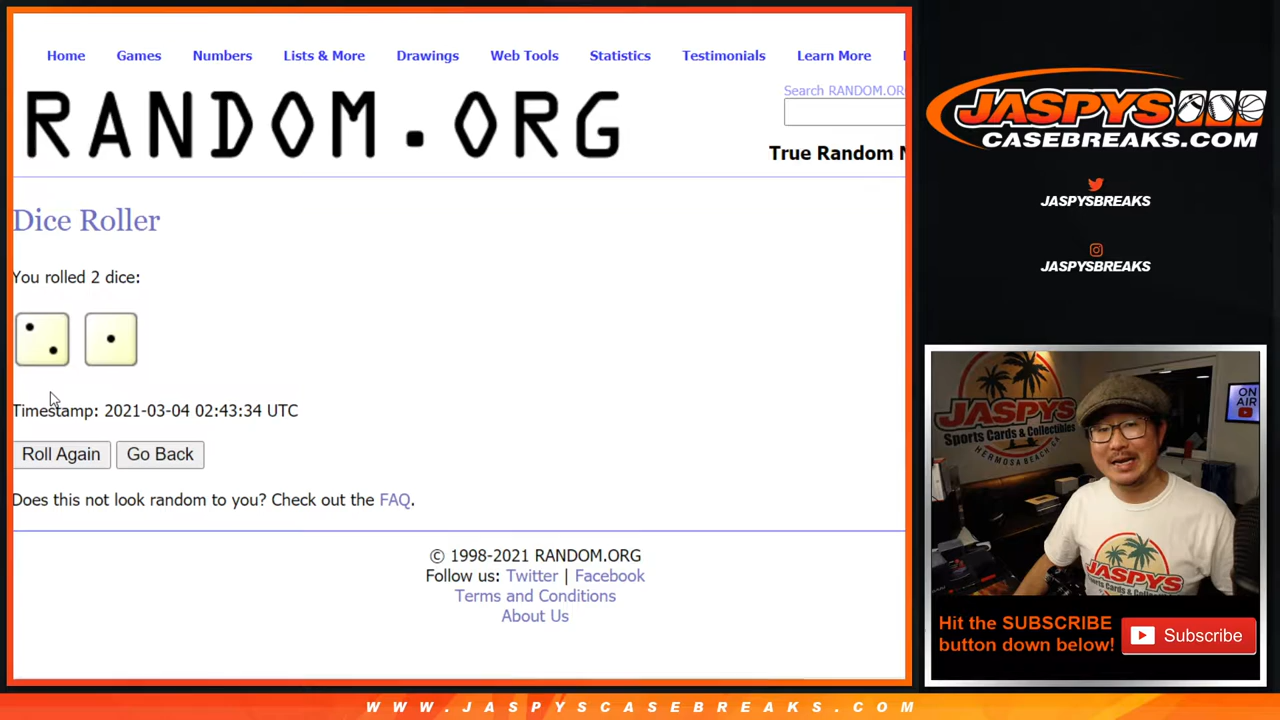 Home Games Numbers Lists & More Drawings Web Tools Statistics Testimonials Learn More
RANDOM.ORG
Search RANDOM.OR
True Random
Dice Roller
You rolled 2 dice:
Timestamp: 2021-03-04 02:43:34 UTC
Roll Again Go Back
Does this not look random to you? Check out the FAQ.
© 1998-2021 RANDOM.ORG
Follow us: Twitter | Facebook
Terms and Conditions
About Us
JASPYS
CASEBREAKS.COM
JASPYSBREAKS
JASPYSBREAKS
JASPYS
Sports Cards & Collectibles
HERMOSA BEACH, CA
ON
AIR
JASPYS
Hit the SUBSCRIBE
button down below!
Subscribe
WWW.JASPYSCASEBREAKS.COM